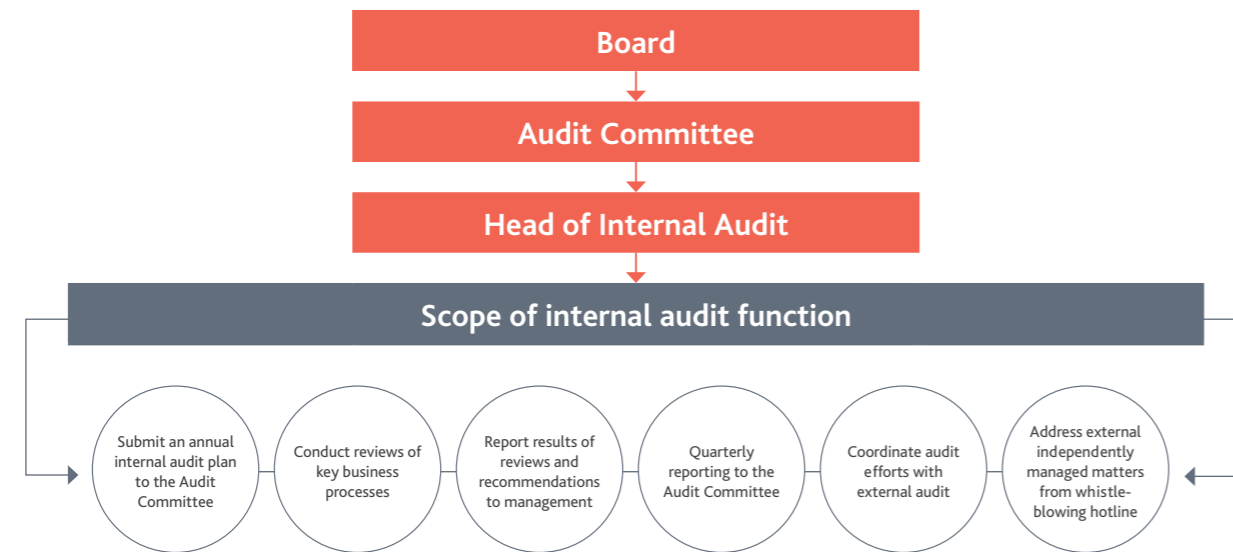 Board
Audit Committee
Head of Internal Audit
Scope of internal audit function
Submit an annual
internal audit plan
to the Audit
Committee
Conduct reviews of
key business
processes
Report results of
reviews and
recommendations
to management
Quarterly
reporting to the
Audit Committee
Coordinate audit
efforts with
external audit
Address external
independently
managed matters
from whistle-
blowing hotline